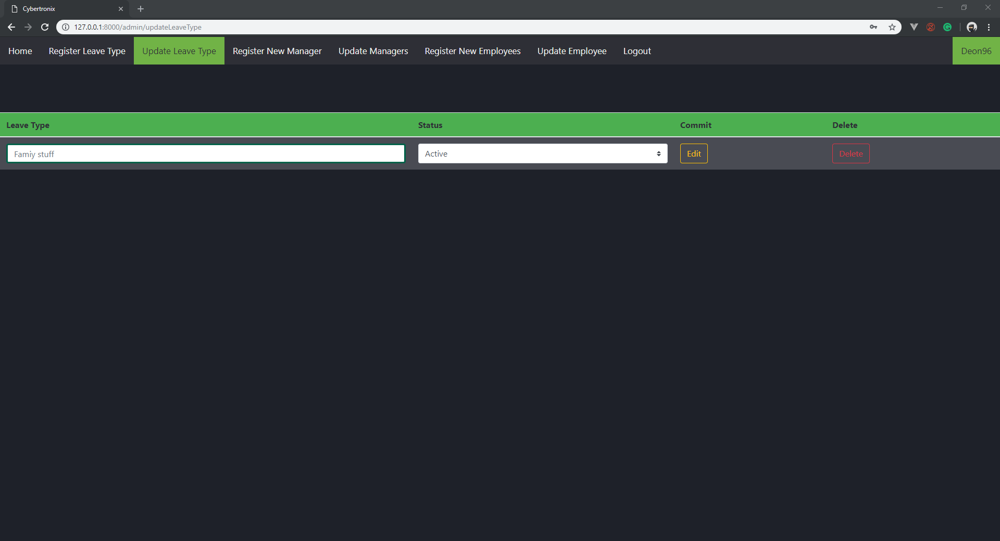 Cybertronix
127.0.0.1:8000/admin/updateLeaveType
Home Register Leave Type Update Leave Type Register New Manager Update Managers Register New Employees Update Employee Logout Deon96
Leave Type Status Commit Delete
Famiy stuff Active Edit Delete